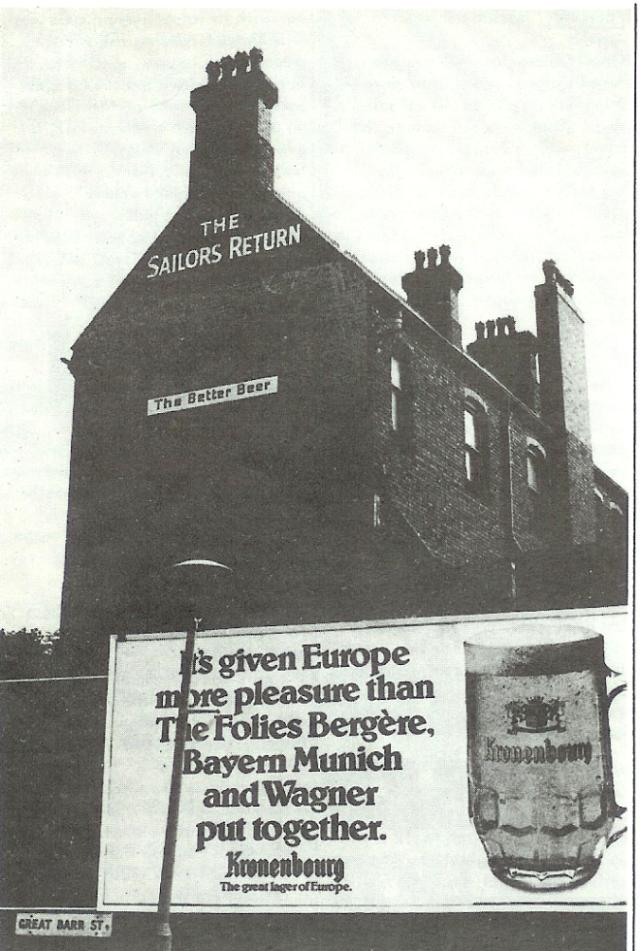 THE
SAILORS RETURN
The Better Beer
It's given Europe
more pleasure than
The Folies Bergère,
Bayern Munich
and Wagner
put together.
Kronenbourg
The great lager of Europe.
Kronenbourg
GREAT BARR ST.